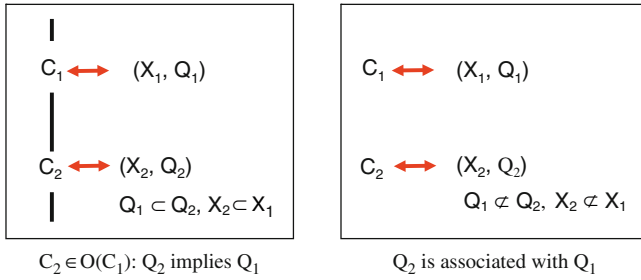 C₁ (X₁, Q₁)
C₂ (X₂, Q₂)
Q₁ ⊂ Q₂, X₂ ⊂ X₁
C₂ ∈ O(C₁): Q₂ implies Q₁
C₁ (X₁, Q₁)
C₂ (X₂, Q₂)
Q₁ ⊄ Q₂, X₂ ⊄ X₁
Q₂ is associated with Q₁